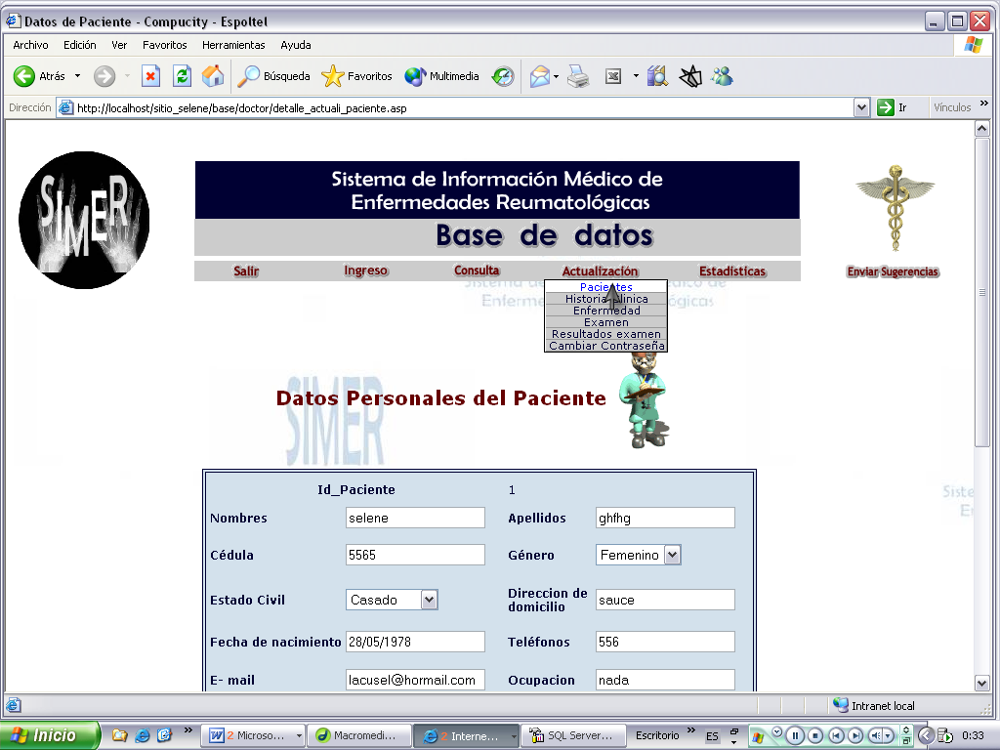 Datos de Paciente - Compucity - Espoltel
Archivo Edición Ver Favoritos Herramientas Ayuda
Atrás Búsqueda Favoritos Multimedia
Dirección http://localhost/sitio_selene/base/doctor/detalle_actuali_paciente.asp Ir Vínculos »
SIMER
Sistema de Información Médico de
Enfermedades Reumatológicas
Base de datos
Salir Ingreso Consulta Actualización Estadisticas Enviar Sugerencias
Pacientes
Historia Clinica
Enfermedad
Examen
Resultados examen
Cambiar Contraseña
Datos Personales del Paciente
SIMER
Id_Paciente 1
Nombres selene Apellidos ghfhg
Cédula 5565 Género Femenino
Estado Civil Casado Direccion de
domicilio sauce
Fecha de nacimiento 28/05/1978 Teléfonos 556
E- mail lacusel@hormail.com Ocupacion nada
Intranet local
Inicio » 2 Microso... Macromedi... ? Interne... SQL Server... Escritorio » ES 0:33